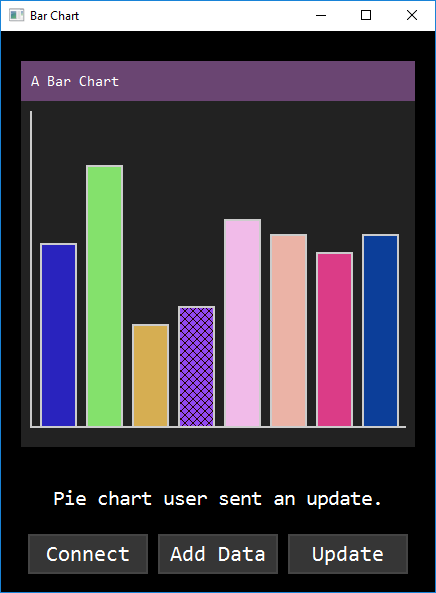 Bar Chart
A Bar Chart
Pie chart user sent an update.
Connect Add Data Update